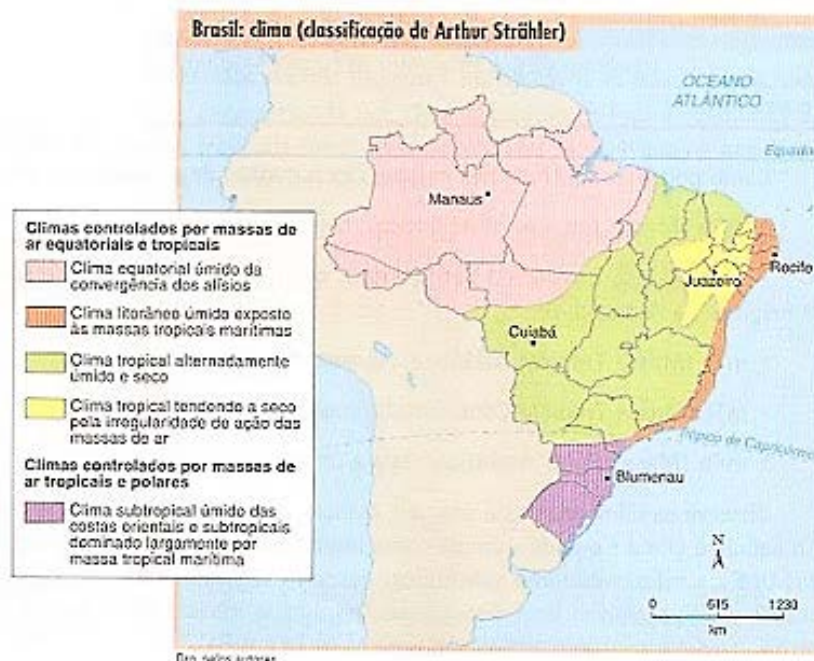 Brasil: clima (classificação de Arthur Strähler)
OCEANO
ATLÂNTICO
Equador
Manaus
Recife
Juazeiro
Cuiabá
Trópico de Capricórnio
Blumenau
Climas controlados por massas de
ar equatoriais e tropicais
Clima equatorial úmido da
convergência dos alísios
Clima litorâneo úmido exposto
às massas tropicais marítimas
Clima tropical alternadamente
úmido e seco
Clima tropical tendendo a seco
pela irregularidade de ação das
massas de ar
Climas controlados por massas de
ar tropicais e polares
Clima subtropical úmido das
costas orientais e subtropicais
dominado largamente por
massa tropical marítima
N
0 615 1230
km
pelos autores